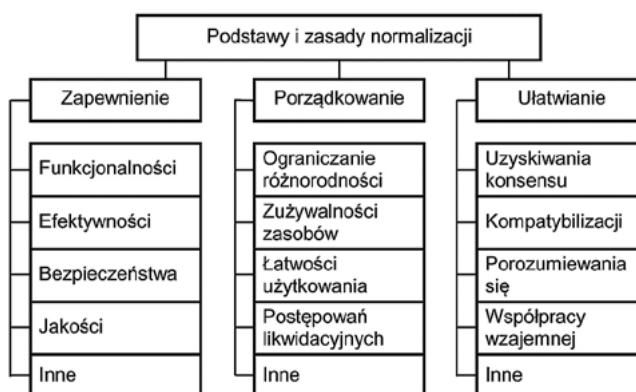 Podstawy i zasady normalizacji
Zapewnienie
Funkcjonalności
Efektywności
Bezpieczeństwa
Jakości
Inne
Porządkowanie
Ograniczanie
różnorodności
Zużywalności
zasobów
Łatwości
użytkowania
Postępowań
likwidacyjnych
Inne
Ułatwianie
Uzyskiwania
konsensu
Kompatybilizacji
Porozumiewania
się
Współpracy
wzajemnej
Inne